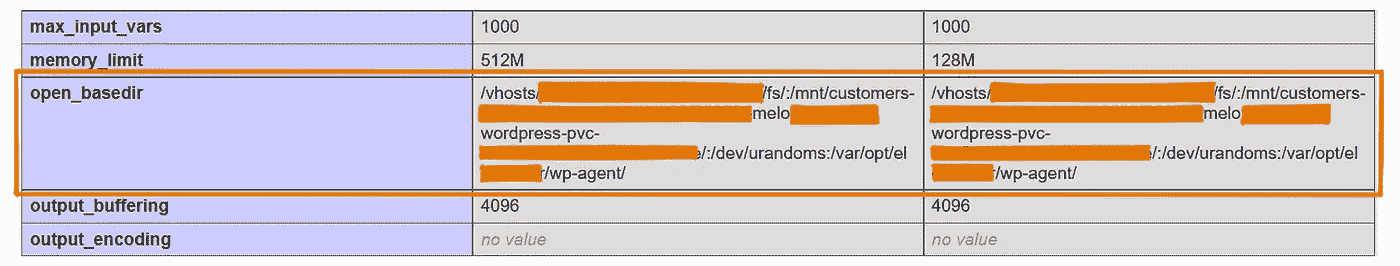 max_input_vars 1000 1000
memory_limit 512M 128M
open_basedir /vhosts/ /fs/:/mnt/customers- /vhosts/ /fs/:/mnt/customers-
melo melo
wordpress-pvc- wordpress-pvc-
e/:/dev/urandoms:/var/opt/el e/:/dev/urandoms:/var/opt/el
r/wp-agent/ r/wp-agent/
output_buffering 4096 4096
output_encoding no value no value